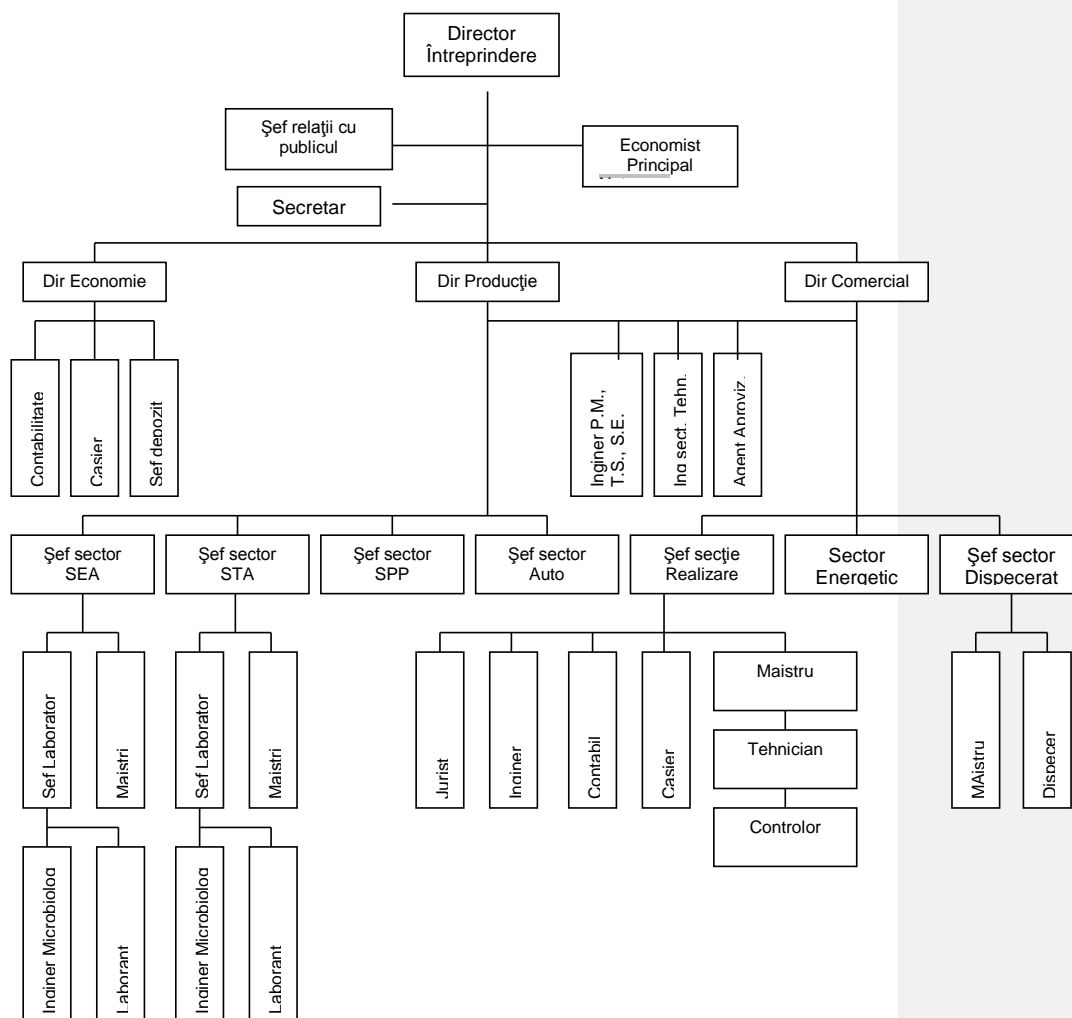 Director
Întreprindere
Şef relaţii cu
publicul
Economist
Principal
Secretar
Dir Economie
Dir Producţie
Dir Comercial
Contabilitate
Casier
Sef depozit
Inginer P.M.,
T.S., S.E.
Ing sect. Tehn.
Agent Aproviz.
Şef sector
SEA
Şef sector
STA
Şef sector
SPP
Şef sector
Auto
Şef secţie
Realizare
Sector
Energetic
Şef sector
Dispecerat
Sef Laborator
Maistri
Sef Laborator
Maistri
Jurist
Inginer
Contabil
Casier
Maistru
Tehnician
Controlor
MAistru
Dispecer
Inginer Microbiolog
Laborant
Inginer Microbiolog
Laborant